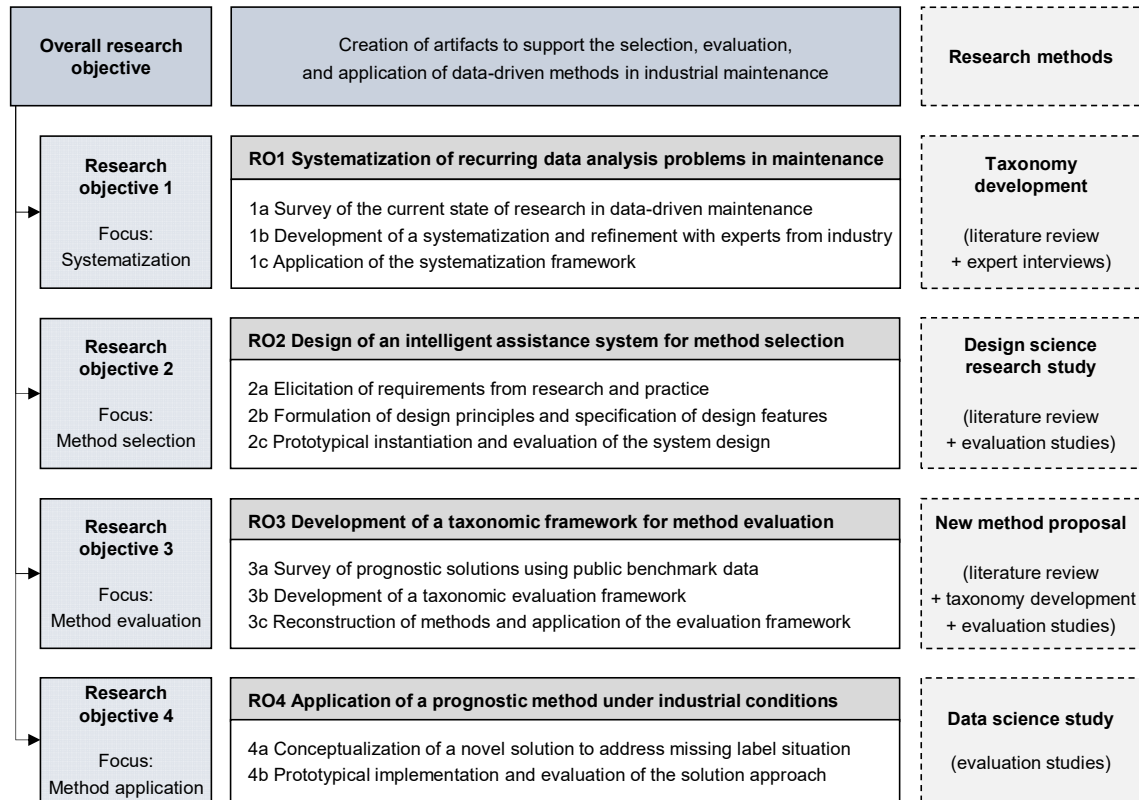 Overall research
objective
Creation of artifacts to support the selection, evaluation,
and application of data-driven methods in industrial maintenance
Research methods
Research
objective 1
Focus:
Systematization
RO1 Systematization of recurring data analysis problems in maintenance
1a Survey of the current state of research in data-driven maintenance
1b Development of a systematization and refinement with experts from industry
1c Application of the systematization framework
Taxonomy
development
(literature review
+ expert interviews)
Research
objective 2
Focus:
Method selection
RO2 Design of an intelligent assistance system for method selection
2a Elicitation of requirements from research and practice
2b Formulation of design principles and specification of design features
2c Prototypical instantiation and evaluation of the system design
Design science
research study
(literature review
+ evaluation studies)
Research
objective 3
Focus:
Method evaluation
RO3 Development of a taxonomic framework for method evaluation
3a Survey of prognostic solutions using public benchmark data
3b Development of a taxonomic evaluation framework
3c Reconstruction of methods and application of the evaluation framework
New method proposal
(literature review
+ taxonomy development
+ evaluation studies)
Research
objective 4
Focus:
Method application
RO4 Application of a prognostic method under industrial conditions
4a Conceptualization of a novel solution to address missing label situation
4b Prototypical implementation and evaluation of the solution approach
Data science study
(evaluation studies)